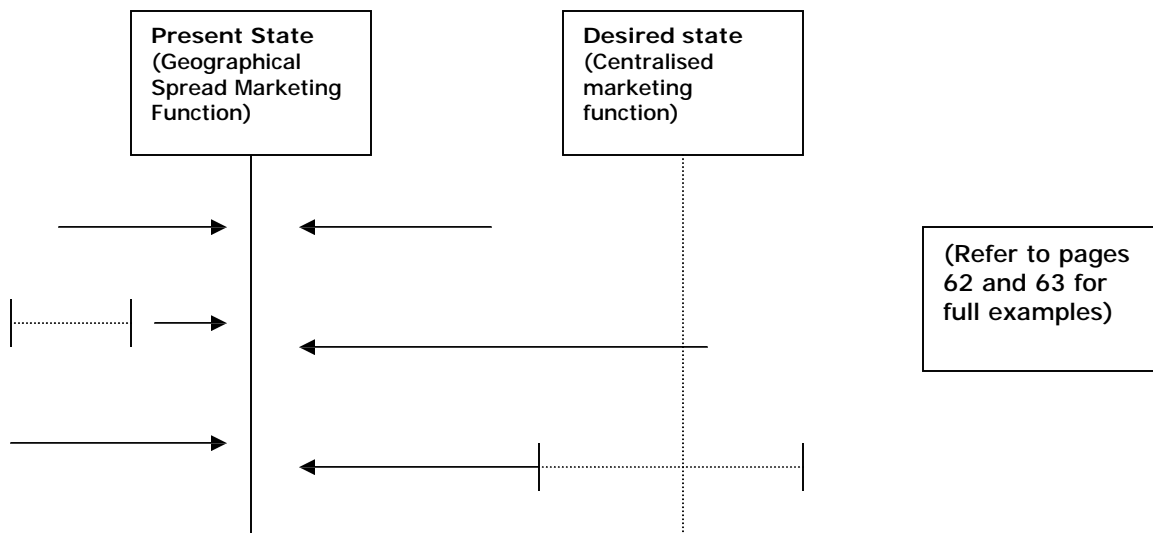 Present State
(Geographical
Spread Marketing
Function)
Desired state
(Centralised
marketing
function)
(Refer to pages
62 and 63 for
full examples)